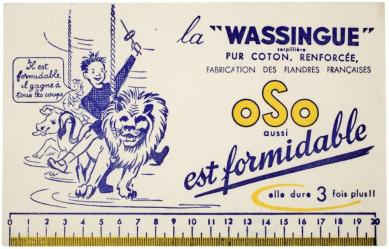 la "WASSINGUE"
serpillière
PUR COTON, RENFORCÉE,
FABRICATION DES FLANDRES FRANÇAISES
Il est
formidable
il gagne à
tous les coups
OSO
aussi
est formidable
elle dure 3 fois plus!!
0 1 2 3 4 5 6 7 8 9 10 11 12 13 14 15 16 17 18 19 20